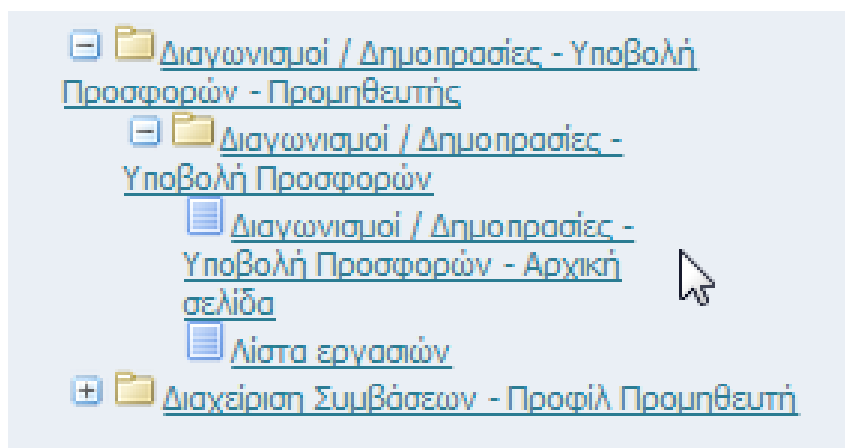 Διαγωνισμοί / Δημοπρασίες - Υποβολή
Προσφορών - Προμηθευτής
Διαγωνισμοί / Δημοπρασίες -
Υποβολή Προσφορών
Διαγωνισμοί / Δημοπρασίες -
Υποβολή Προσφορών - Αρχική
σελίδα
Λίστα εργασιών
Διαχείριση Συμβάσεων - Προφίλ Προμηθευτή